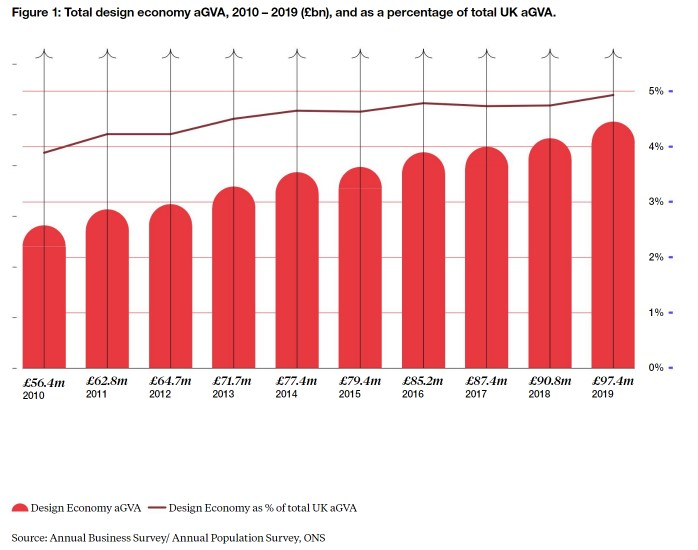 Figure 1: Total design economy aGVA, 2010 – 2019 (£bn), and as a percentage of total UK aGVA.
5%
4%
3%
2%
1%
0%
£56.4m £62.8m £64.7m £71.7m £77.4m £79.4m £85.2m £87.4m £90.8m £97.4m
2010 2011 2012 2013 2014 2015 2016 2017 2018 2019
Design Economy aGVA Design Economy as % of total UK aGVA
Source: Annual Business Survey/ Annual Population Survey, ONS